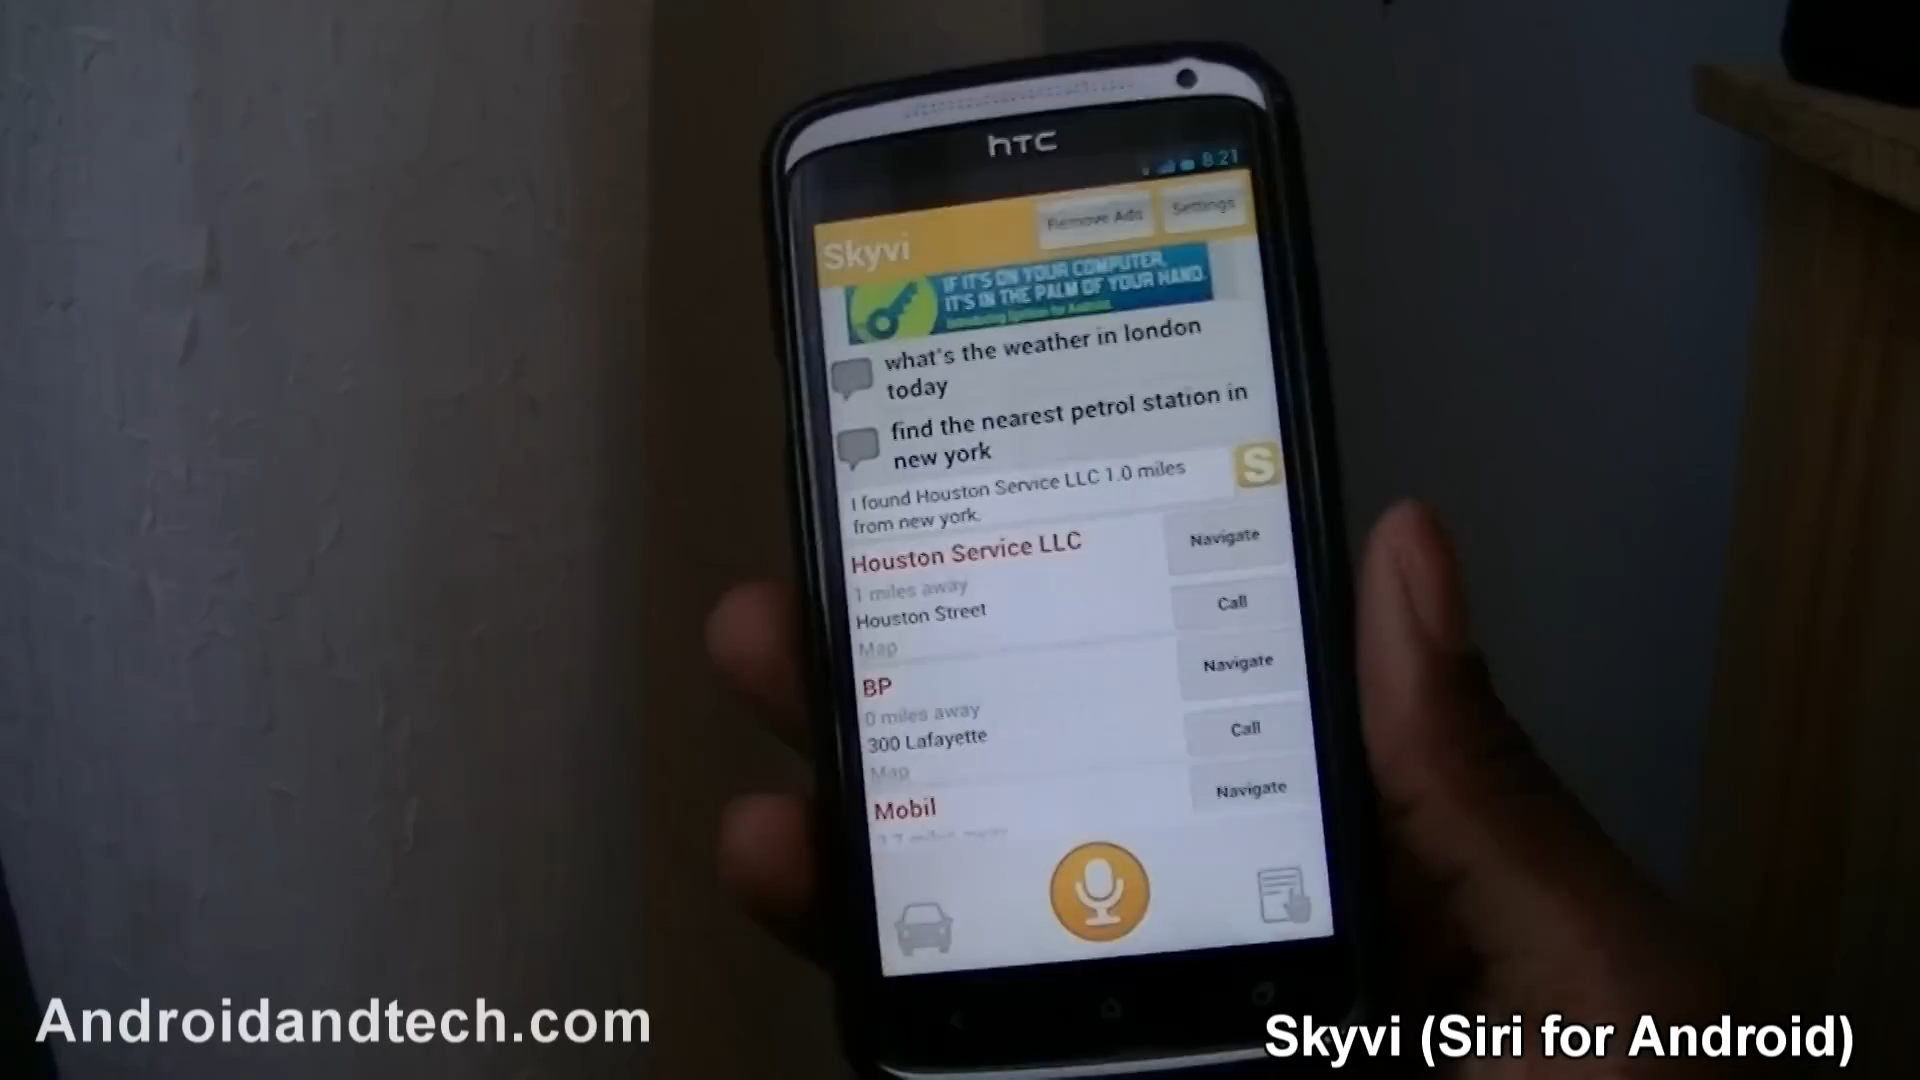 hTC
8:21
Skyvi
Remove Ads
Settings
IF IT'S ON YOUR COMPUTER,
IT'S IN THE PALM OF YOUR HAND.
what's the weather in london
today
find the nearest petrol station in
new york
I found Houston Service LLC 1.0 miles
from new york.
S
Houston Service LLC
1 miles away
Houston Street
Map
Navigate
Call
BP
0 miles away
300 Lafayette
Map
Navigate
Call
Mobil
Navigate
Androidandtech.com
Skyvi (Siri for Android)